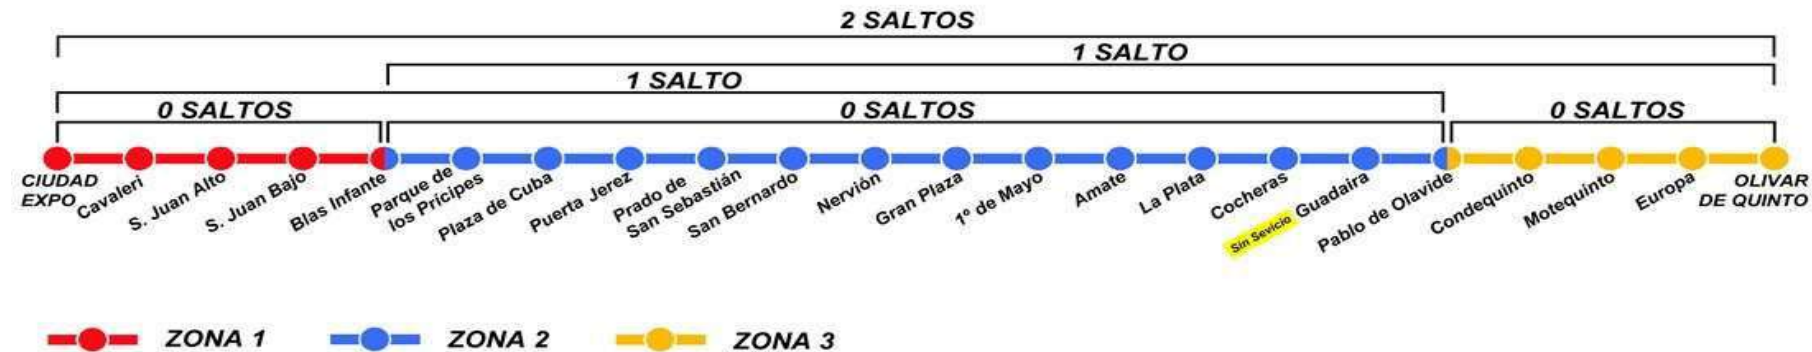 2 SALTOS
1 SALTO
1 SALTO
0 SALTOS
0 SALTOS
0 SALTOS
CIUDAD
EXPO
Cavaleri
S. Juan Alto
S. Juan Bajo
Blas Infante
Parque de
los Prícipes
Plaza de Cuba
Puerta Jerez
Prado de
San Sebastián
San Bernardo
Nervión
Gran Plaza
1º de Mayo
Amate
La Plata
Cocheras
Sin Sevicio Guadaira
Pablo de Olavide
Condequinto
Motequinto
Europa
OLIVAR
DE QUINTO
ZONA 1
ZONA 2
ZONA 3